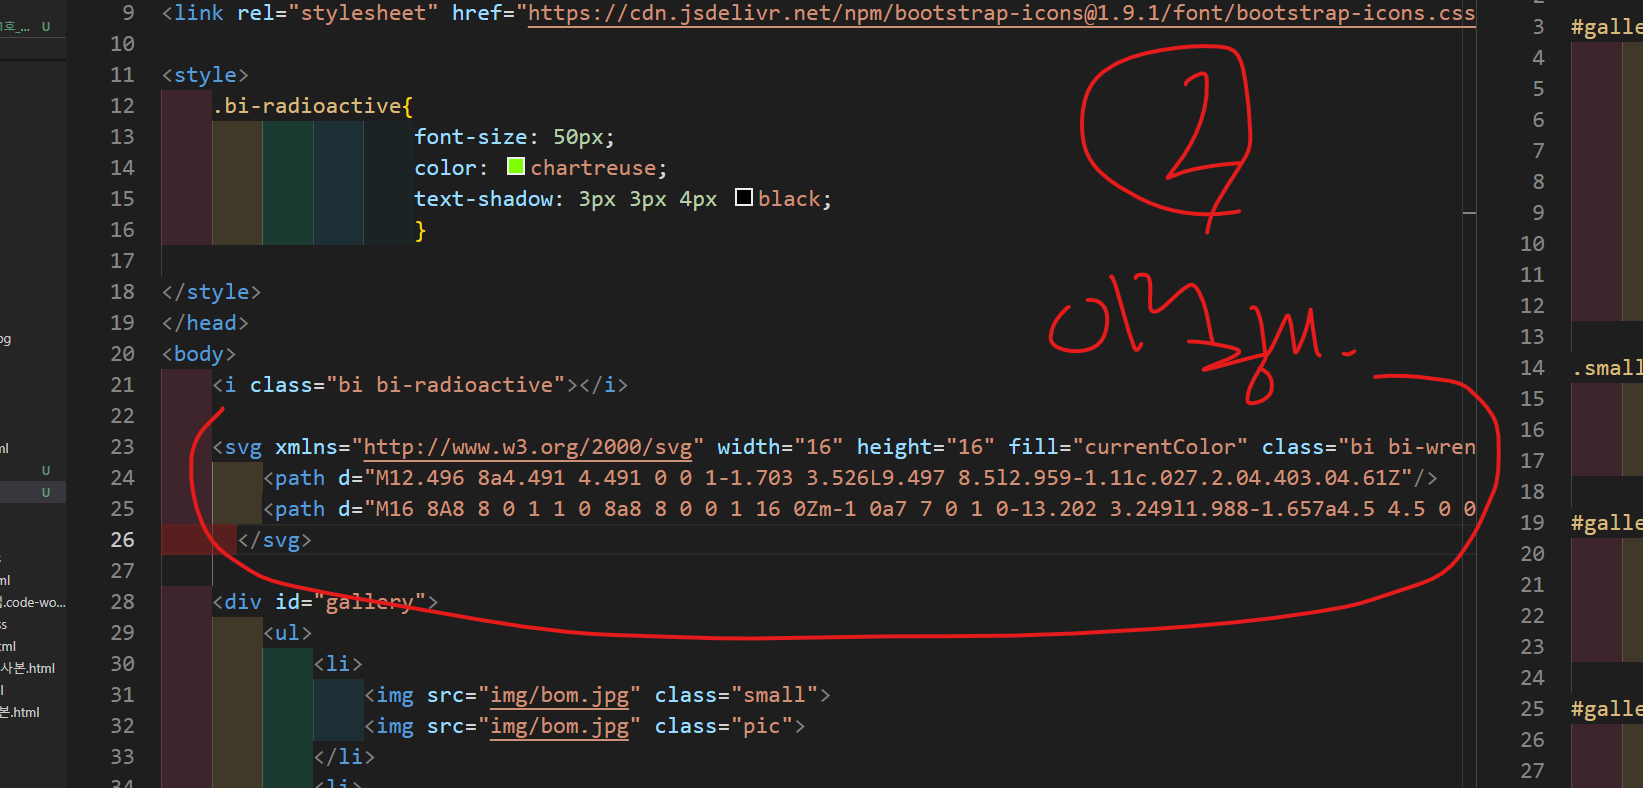 9 <link rel="stylesheet" href="https://cdn.jsdelivr.net/npm/bootstrap-icons@1.9.1/font/bootstrap-icons.css
10
11 <style>
12 .bi-radioactive{
13 font-size: 50px;
14 color: chartreuse;
15 text-shadow: 3px 3px 4px black;
16 }
17
18 </style>
19 </head>
20 <body>
21 <i class="bi bi-radioactive"></i>
22
23 <svg xmlns="http://www.w3.org/2000/svg" width="16" height="16" fill="currentColor" class="bi bi-wren
24 <path d="M12.496 8a4.491 4.491 0 0 1-1.703 3.526L9.497 8.5l2.959-1.11c.027.2.04.403.04.61Z"/>
25 <path d="M16 8A8 8 0 1 1 0 8a8 8 0 0 1 16 0Zm-1 0a7 7 0 1 0-13.202 3.249l1.988-1.657a4.5 4.5 0 0
26 </svg>
27
28 <div id="gallery">
29 <ul>
30 <li>
31 <img src="img/bom.jpg" class="small">
32 <img src="img/bom.jpg" class="pic">
33 </li>
34 <li>
2
U
U
U
.code-wo...
사본.html
본.html
3 #galle
4
5
6
7
8
9
10
11
12
13
14 .small
15
16
17
18
19 #galle
20
21
22
23
24
25 #galle
26
27